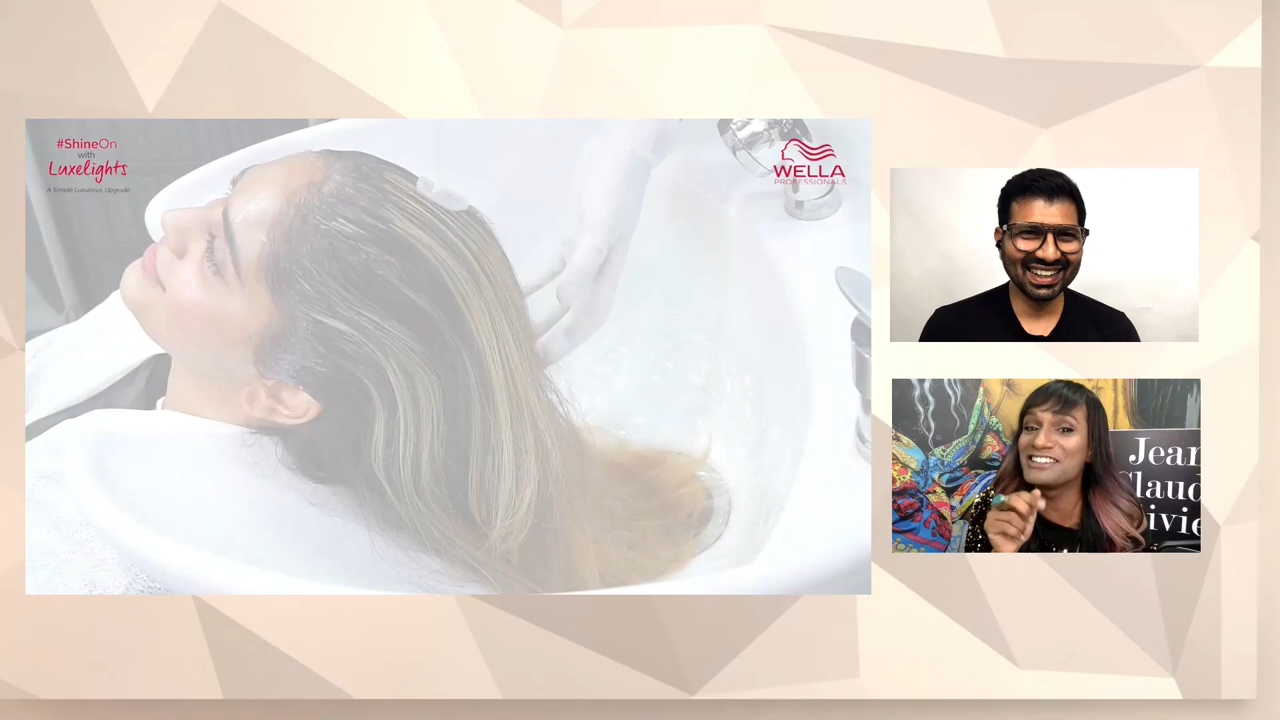 #ShineOn
with
Luxelights
A Simple Luxurious Upgrade
WELLA
PROFESSIONALS
Jean
Claud
ivie